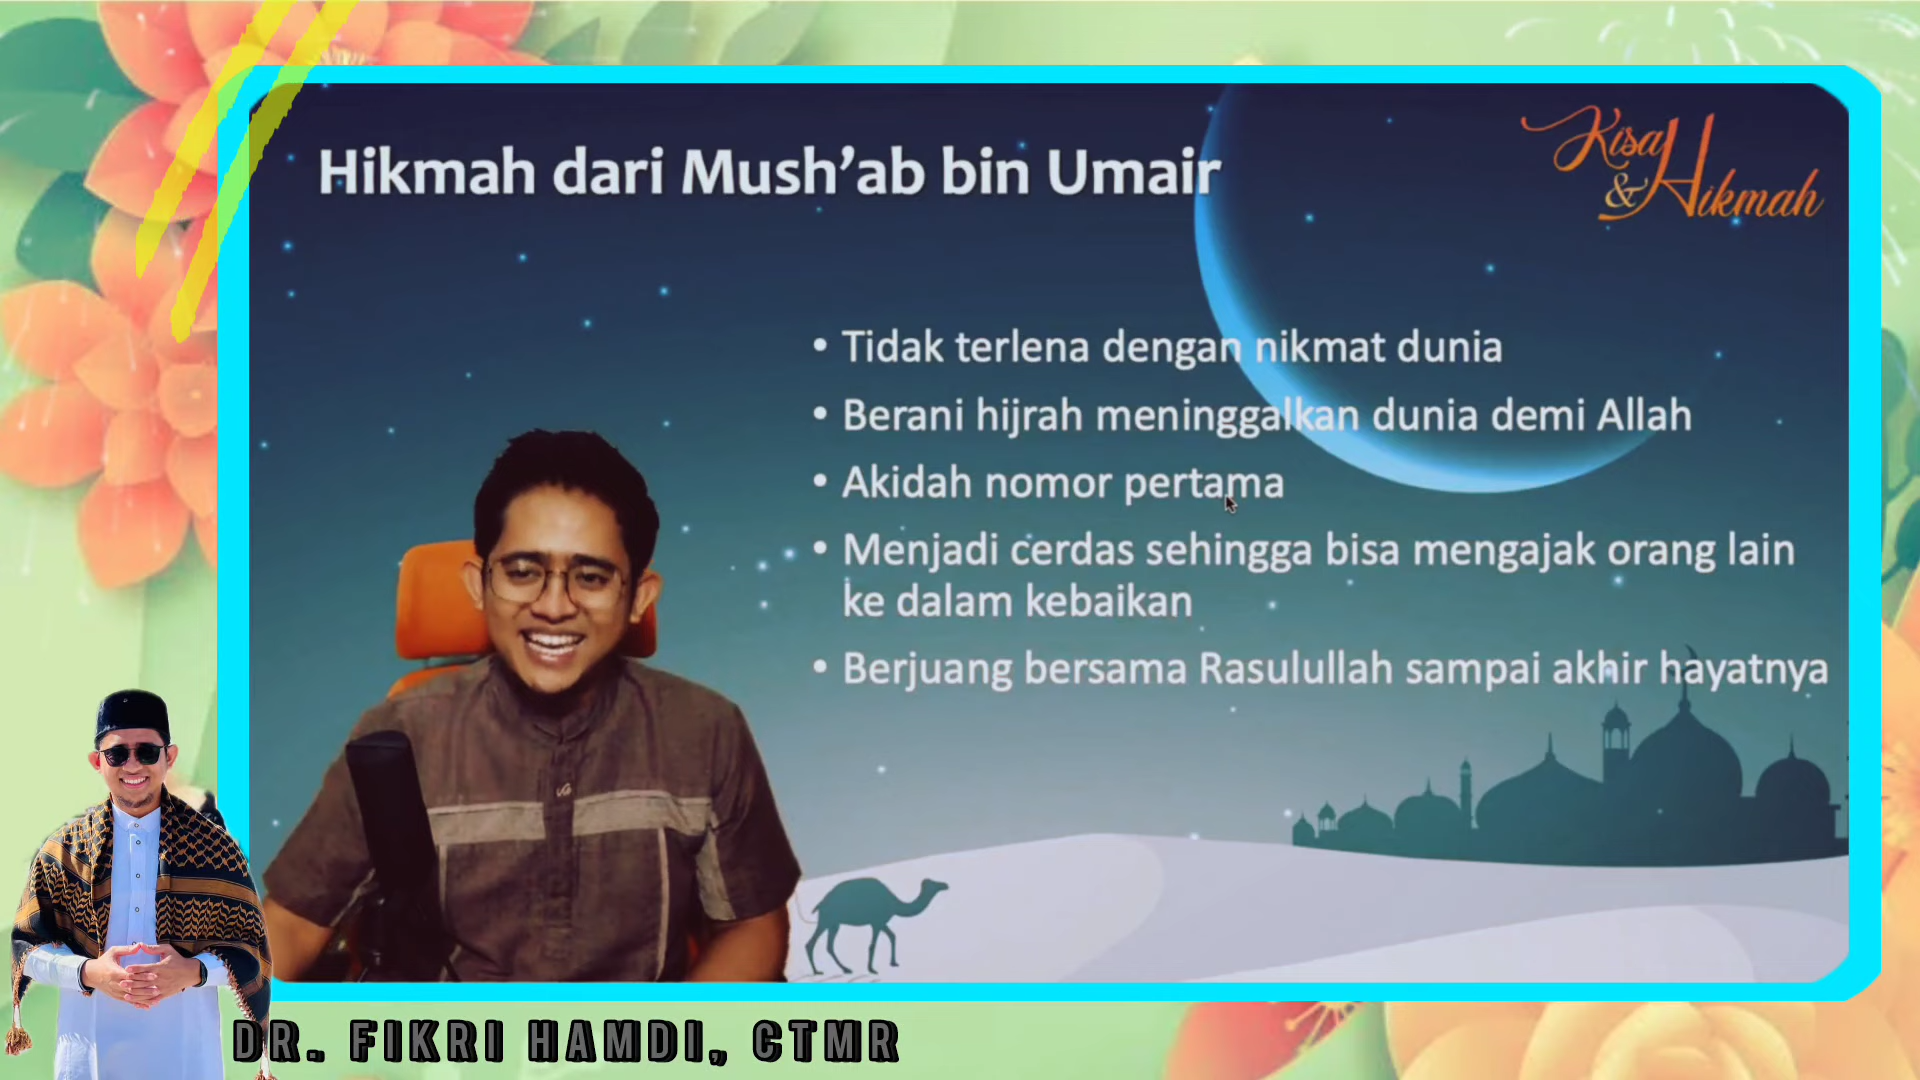 Hikmah dari Mush’ab bin Umair
Kisah
& Hikmah
• Tidak terlena dengan nikmat dunia
• Berani hijrah meninggalkan dunia demi Allah
• Akidah nomor pertama
• Menjadi cerdas sehingga bisa mengajak orang lain
ke dalam kebaikan
• Berjuang bersama Rasulullah sampai akhir hayatnya
DR. FIKRI HAMDI, CTMR